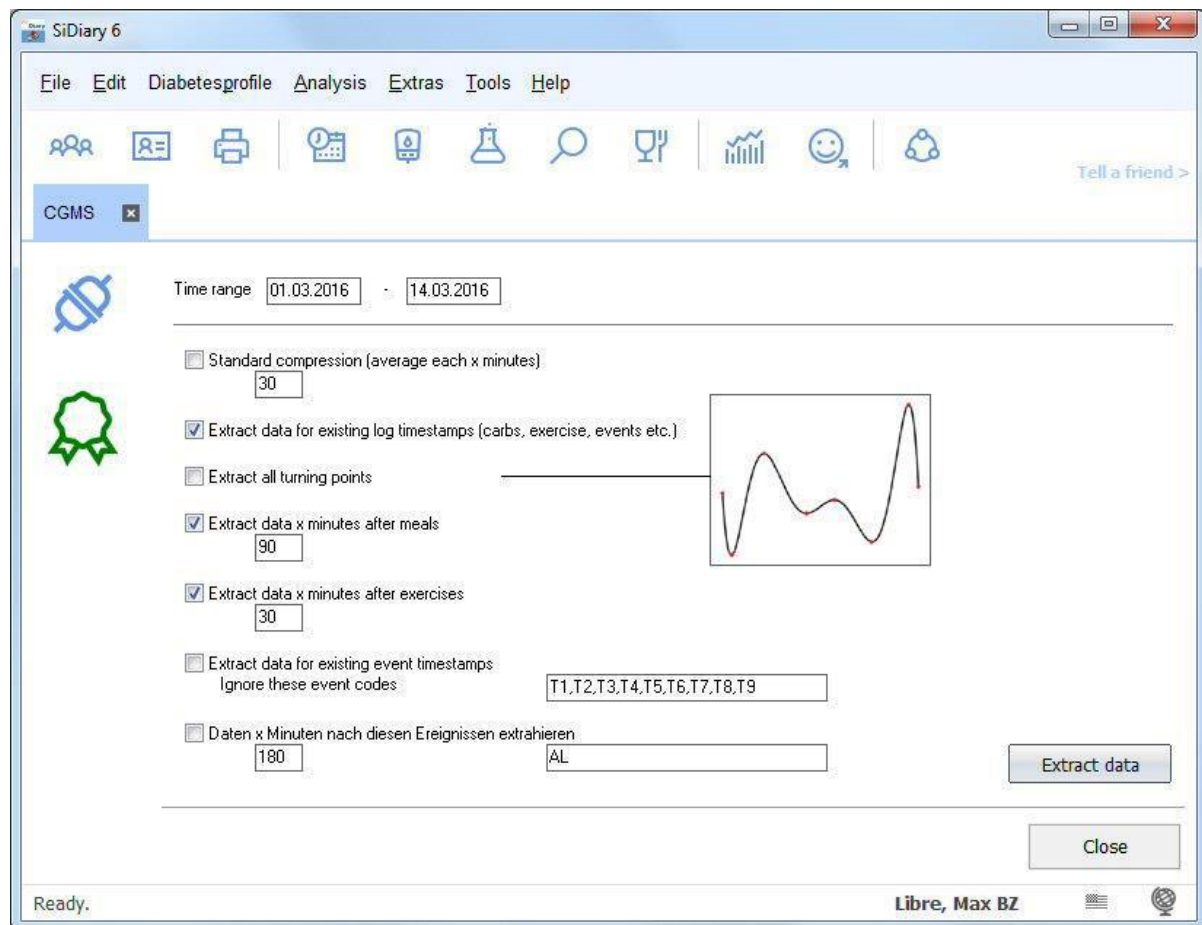 SiDiary 6
File Edit Diabetesprofile Analysis Extras Tools Help
Tell a friend >
CGMS
Time range 01.03.2016 - 14.03.2016
Standard compression (average each x minutes)
30
Extract data for existing log timestamps (carbs, exercise, events etc.)
Extract all turning points
Extract data x minutes after meals
90
Extract data x minutes after exercises
30
Extract data for existing event timestamps
Ignore these event codes T1,T2,T3,T4,T5,T6,T7,T8,T9
Daten x Minuten nach diesen Ereignissen extrahieren
180 AL
Extract data
Close
Ready. Libre, Max BZ